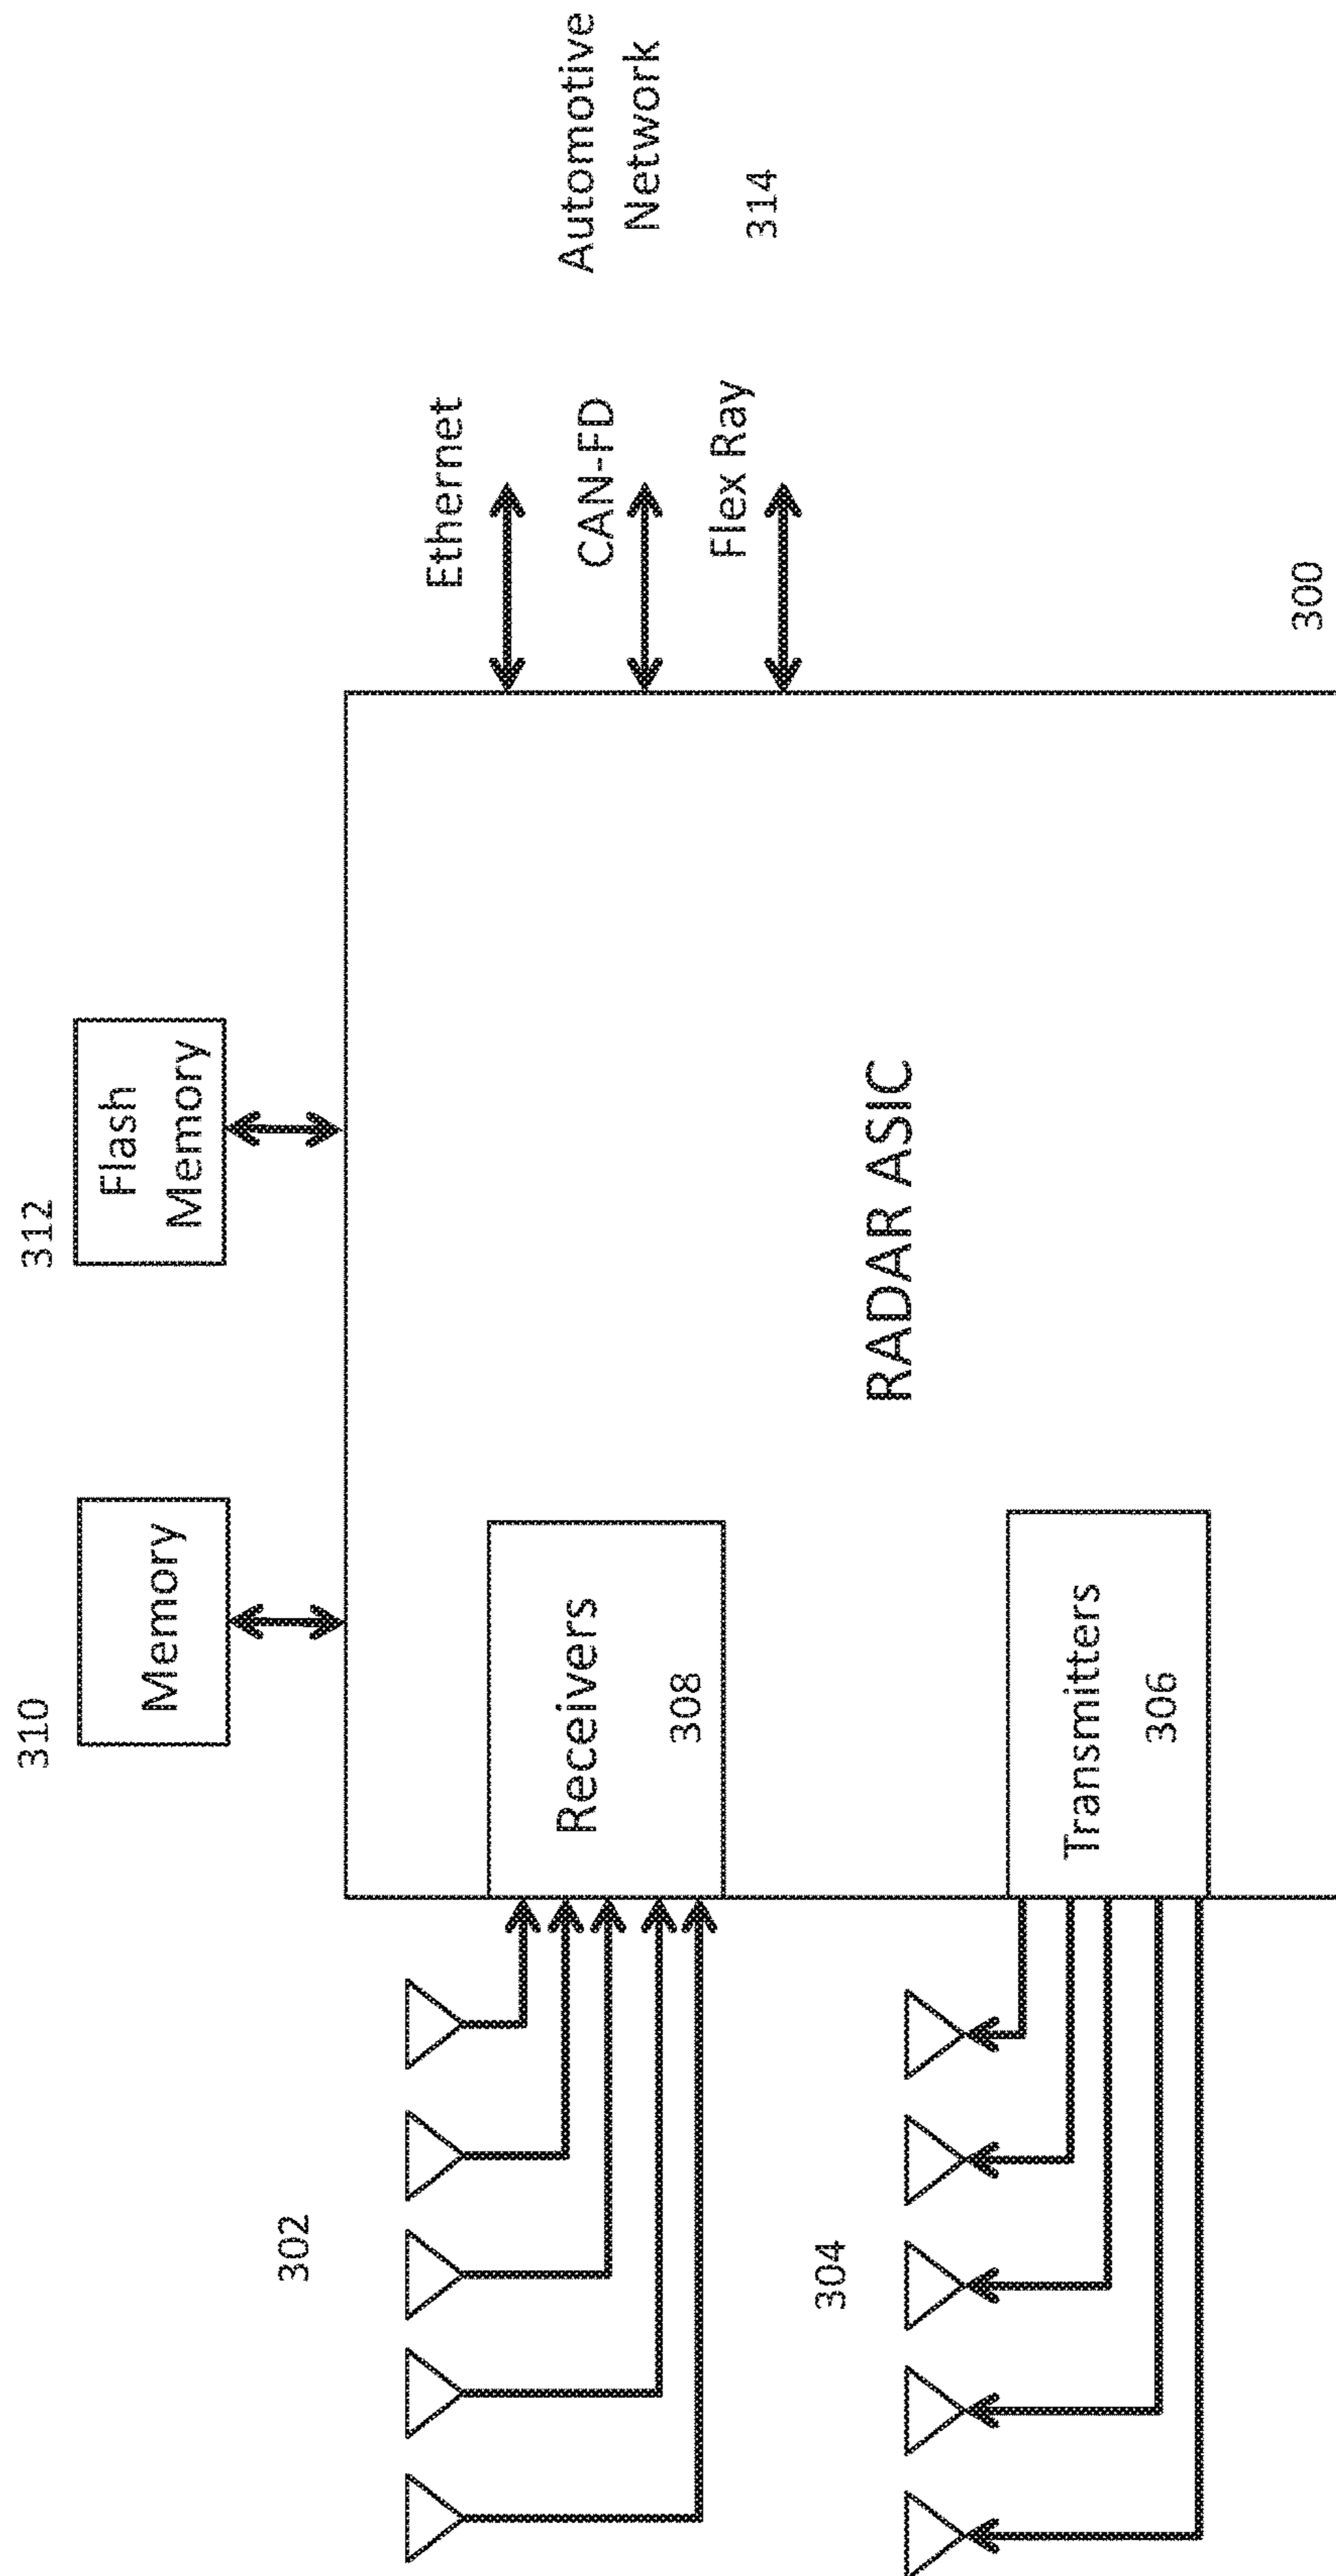 310
Memory
312
Flash
Memory
302
Receivers
308
Ethernet
CAN-FD
Flex Ray
Automotive
Network
314
RADAR ASIC
304
Transmitters
306
300